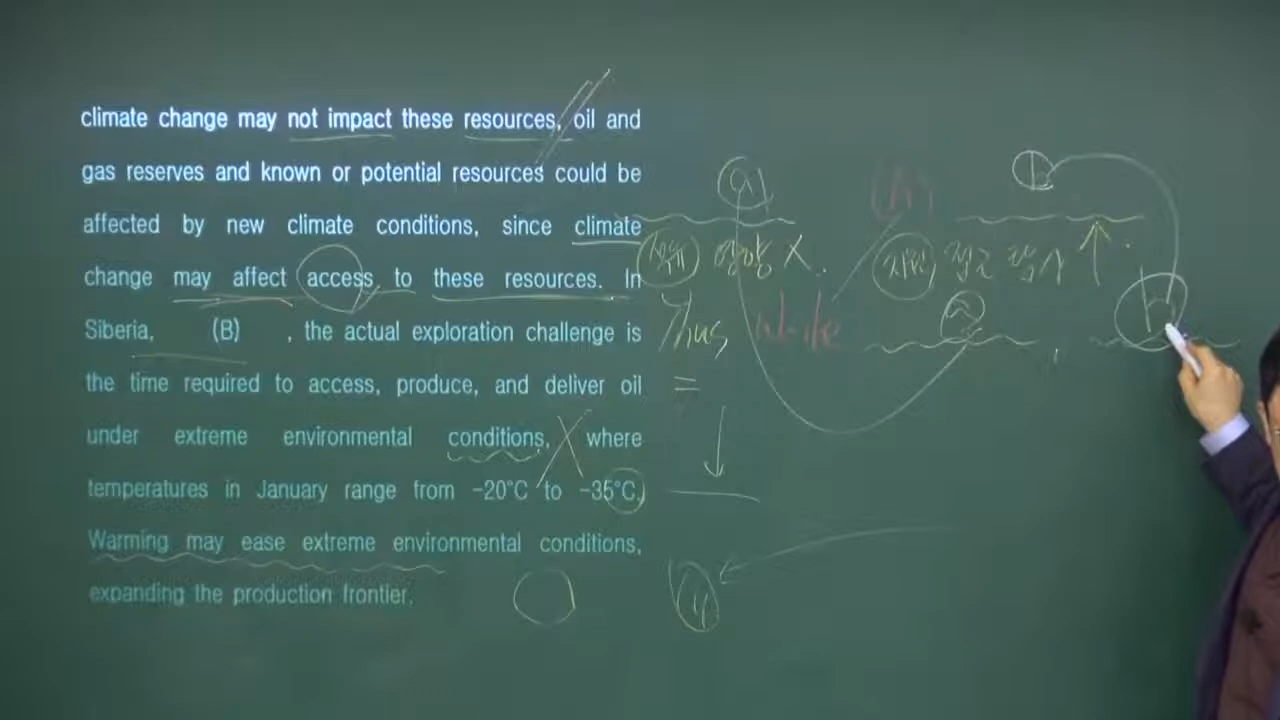 climate change may not impact these resources, oil and
gas reserves and known or potential resources could be
affected by new climate conditions, since climate
change may affect access to these resources. In
Siberia, (B) , the actual exploration challenge is
the time required to access, produce, and deliver oil
under extreme environmental conditions, where
temperatures in January range from -20°C to -35°C.
Warming may ease extreme environmental conditions,
expanding the production frontier.
a
b
(A)
영향 X.
자원 접근
Thus while
a
b
=